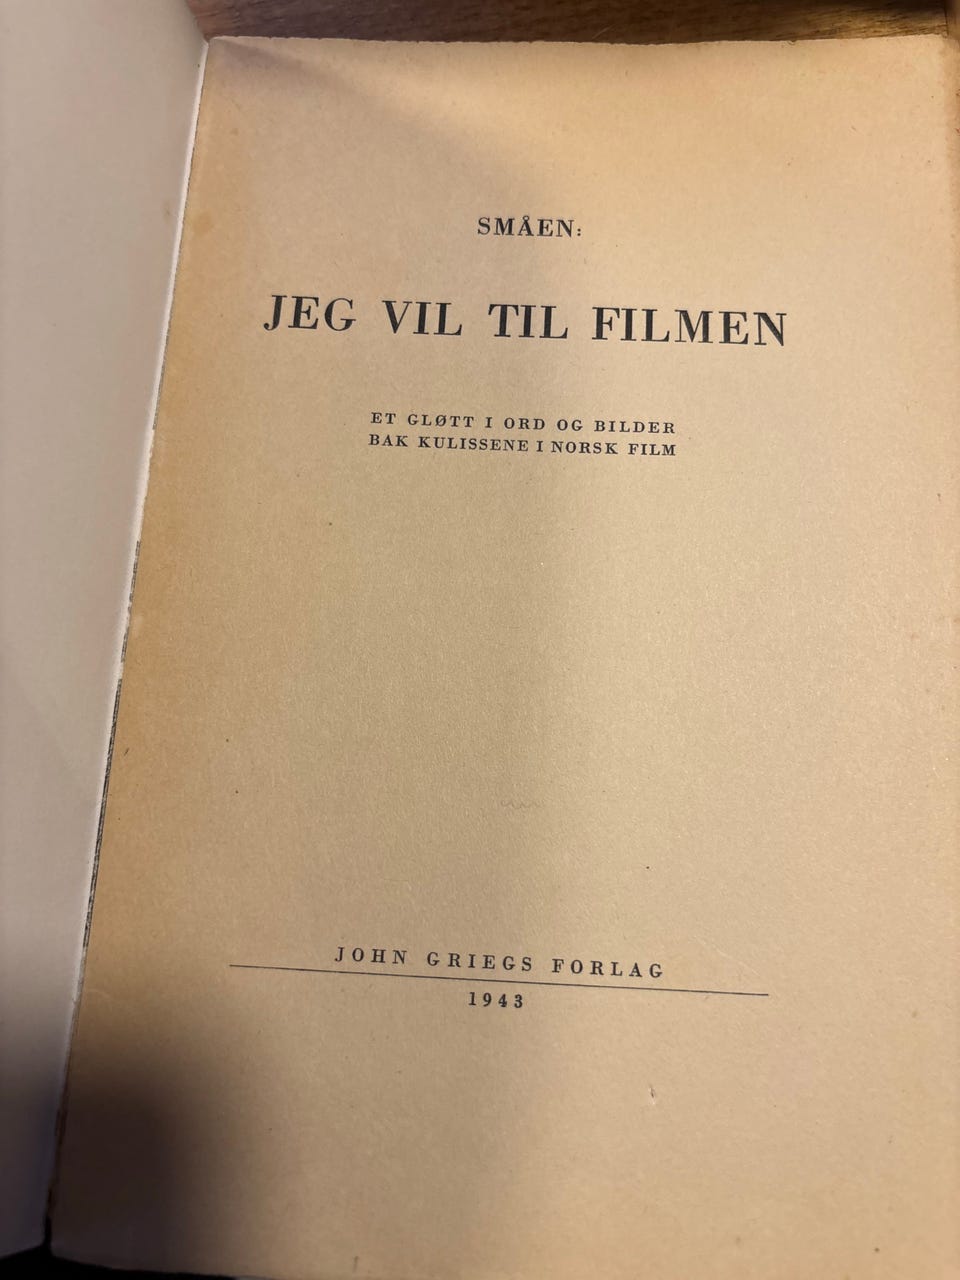 SMÅEN:
JEG VIL TIL FILMEN
ET GLØTT I ORD OG BILDER
BAK KULISSENE I NORSK FILM
JOHN GRIEGS FORLAG
1943